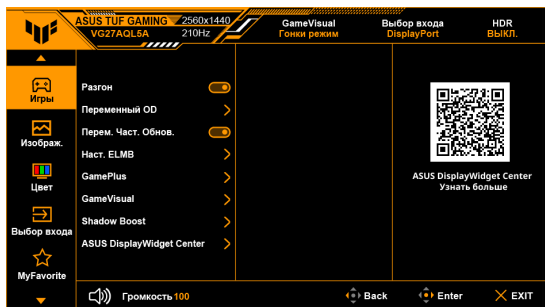 ASUS TUF GAMING 2560x1440
VG27AQL5A 210Hz
GameVisual
Гонки режим
Выбор входа
DisplayPort
HDR
ВЫКЛ.
Игры
Изображ.
Цвет
Выбор входа
MyFavorite
Разгон
Переменный OD
Перем. Част. Обнов.
Наст. ELMB
GamePlus
GameVisual
Shadow Boost
ASUS DisplayWidget Center
ASUS DisplayWidget Center
Узнать больше
Громкость 100
Back
Enter
EXIT